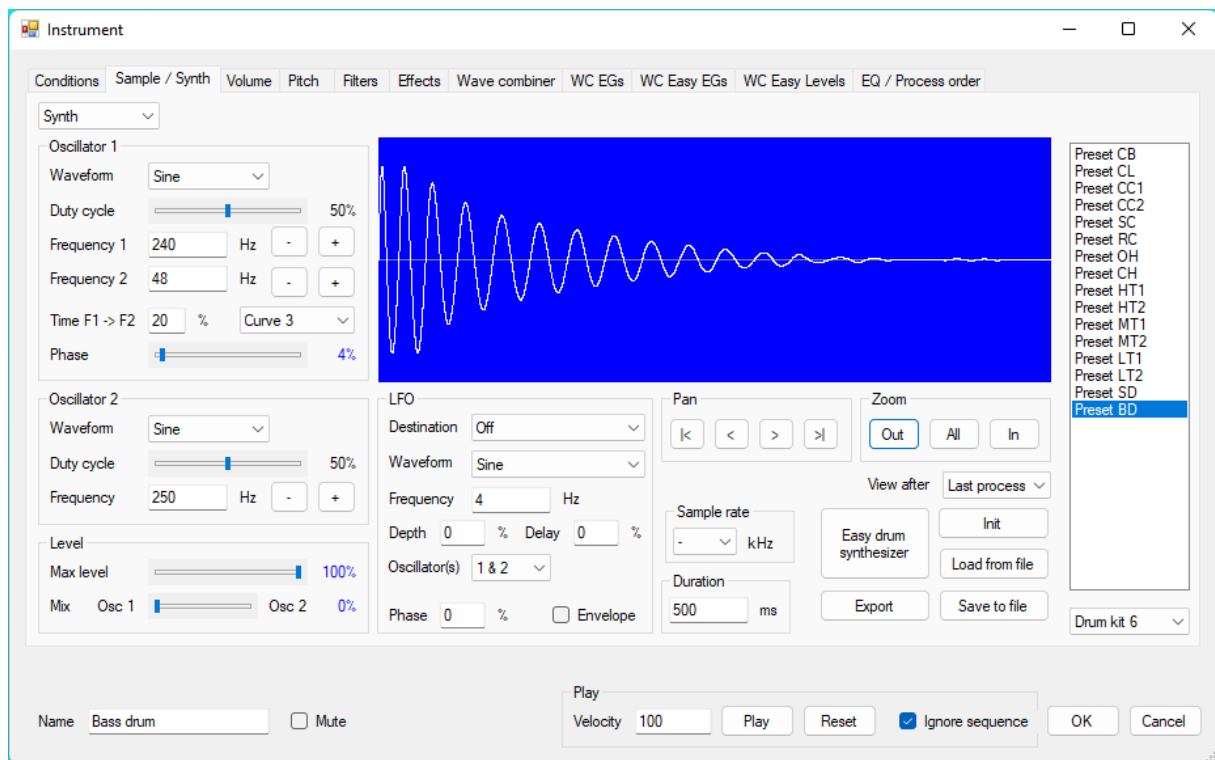 Instrument
Conditions Sample / Synth Volume Pitch Filters Effects Wave combiner WC EGs WC Easy EGs WC Easy Levels EQ / Process order
Synth
Oscillator 1
Waveform Sine
Duty cycle 50%
Frequency 1 240 Hz - +
Frequency 2 48 Hz - +
Time F1 -> F2 20 % Curve 3
Phase 4%
Oscillator 2
Waveform Sine
Duty cycle 50%
Frequency 250 Hz - +
Level
Max level 100%
Mix Osc 1 Osc 2 0%
LFO
Destination Off
Waveform Sine
Frequency 4 Hz
Depth 0 % Delay 0 %
Oscillator(s) 1 & 2
Phase 0 % Envelope
Pan
|< < > >|
Zoom
Out All In
View after Last process
Sample rate
- kHz
Duration
500 ms
Easy drum
synthesizer
Export
Init
Load from file
Save to file
Preset CB
Preset CL
Preset CC1
Preset CC2
Preset SC
Preset RC
Preset OH
Preset CH
Preset HT1
Preset HT2
Preset MT1
Preset MT2
Preset LT1
Preset LT2
Preset SD
Preset BD
Drum kit 6
Name Bass drum Mute
Play
Velocity 100 Play Reset Ignore sequence
OK Cancel